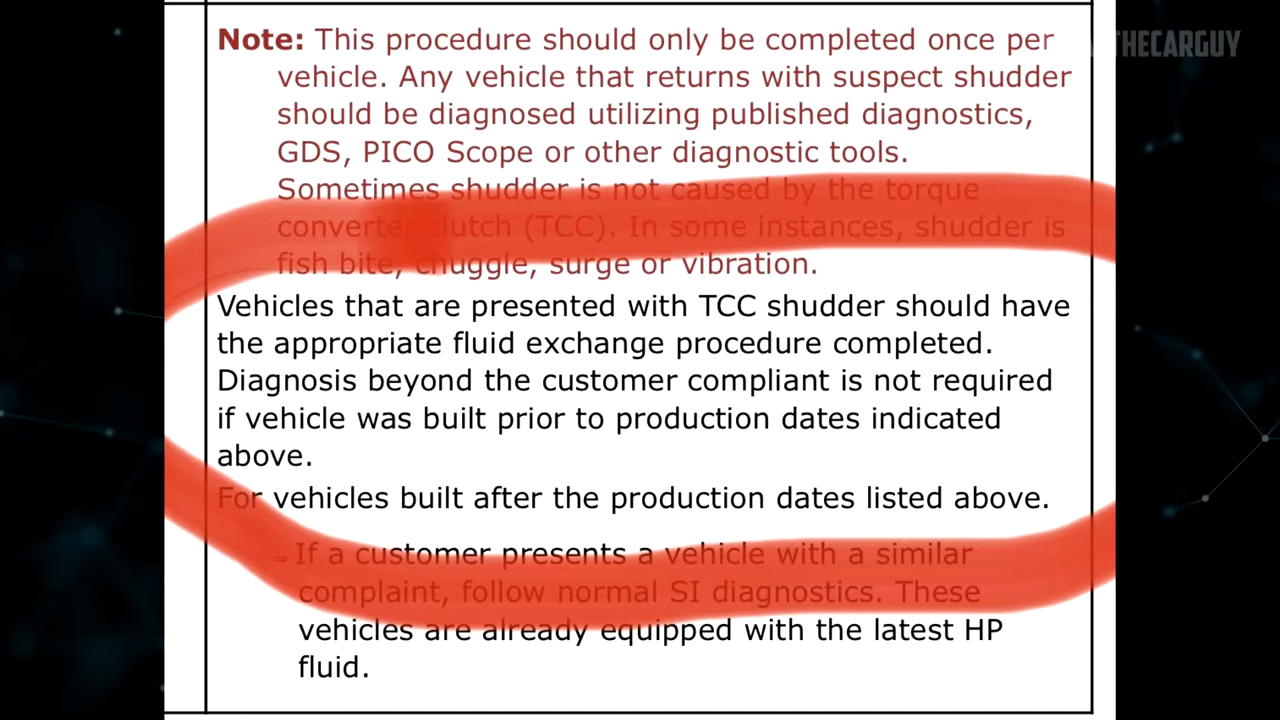 THECARGUY
Note: This procedure should only be completed once per
vehicle. Any vehicle that returns with suspect shudder
should be diagnosed utilizing published diagnostics,
GDS, PICO Scope or other diagnostic tools.
Sometimes shudder is not caused by the torque
converter clutch (TCC). In some instances, shudder is
fish bite, chuggle, surge or vibration.
Vehicles that are presented with TCC shudder should have
the appropriate fluid exchange procedure completed.
Diagnosis beyond the customer compliant is not required
if vehicle was built prior to production dates indicated
above.
For vehicles built after the production dates listed above.
If a customer presents a vehicle with a similar
complaint, follow normal SI diagnostics. These
vehicles are already equipped with the latest HP
fluid.